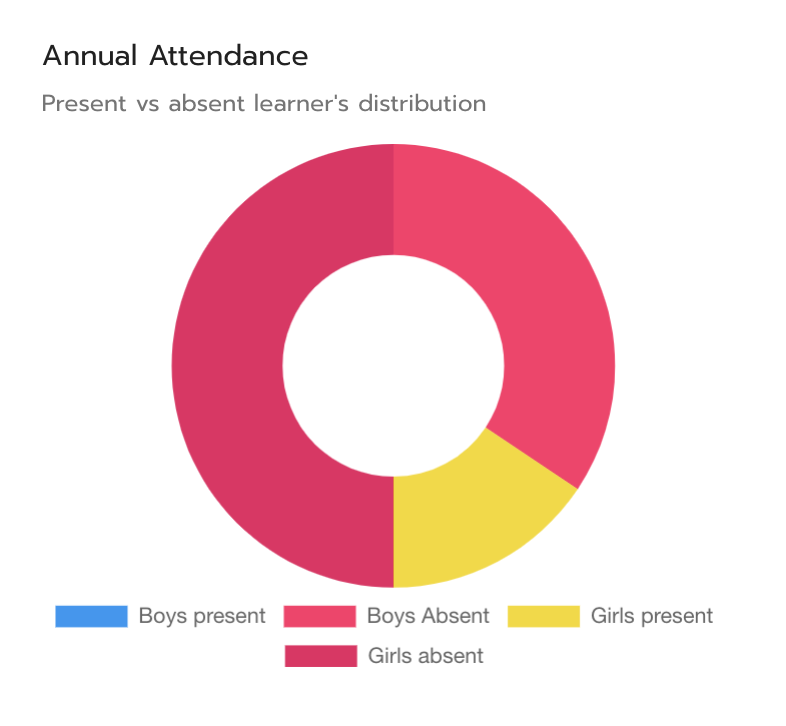 Annual Attendance
Present vs absent learner's distribution
Boys present Boys Absent Girls present
Girls absent